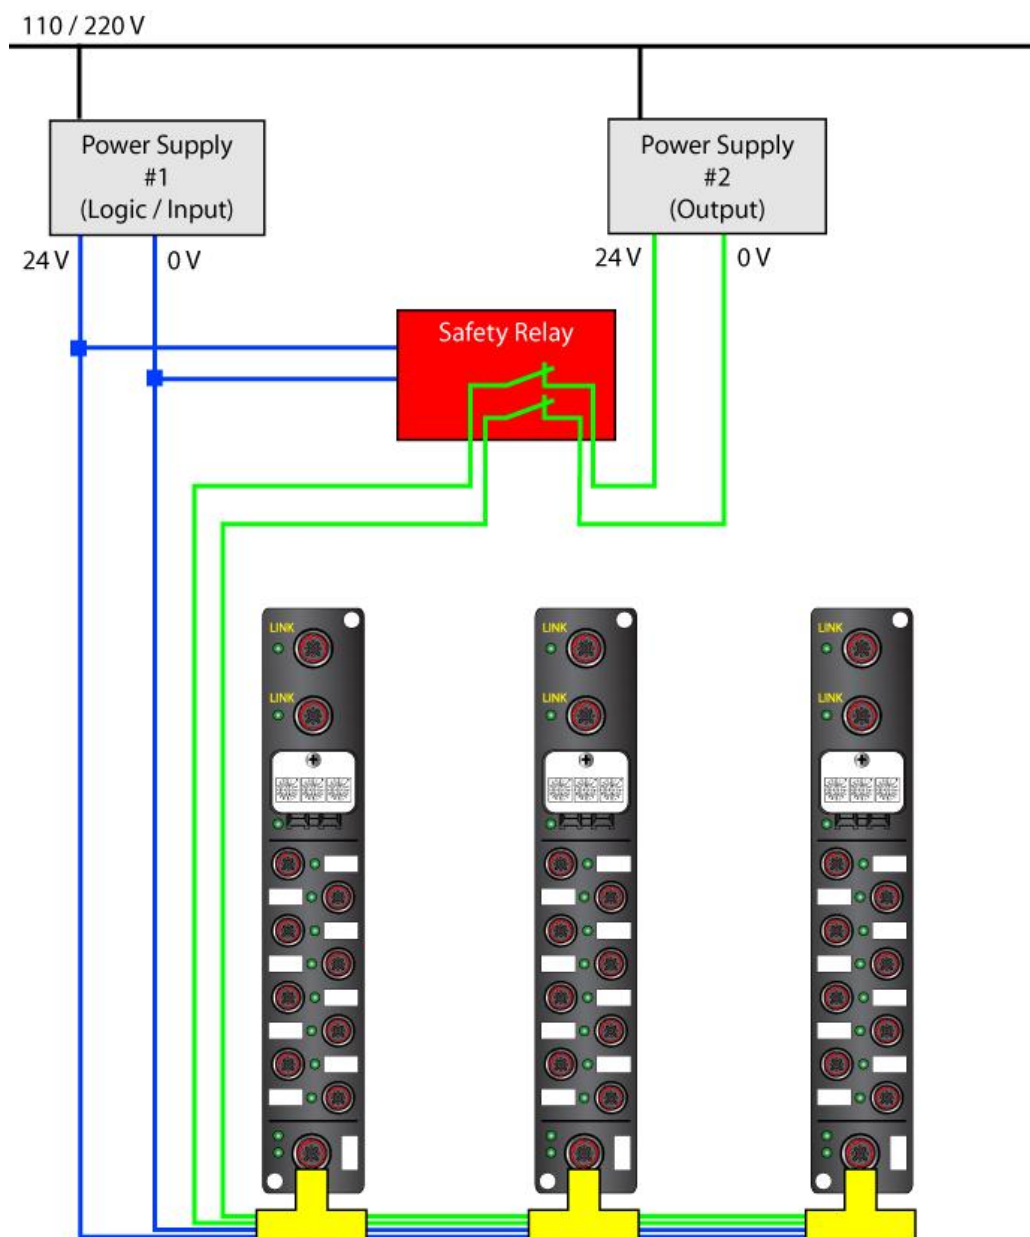 110 / 220 V
Power Supply
#1
(Logic / Input)
Power Supply
#2
(Output)
24 V
0 V
24 V
0 V
Safety Relay
LINK
LINK
LINK
LINK
LINK
LINK